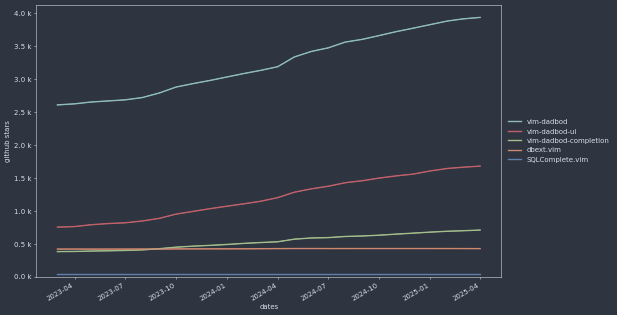 4.0 k
3.5 k
3.0 k
2.5 k
2.0 k
1.5 k
1.0 k
0.5 k
0.0 k
github stars
2023-04
2023-07
2023-10
2024-01
2024-04
2024-07
2024-10
2025-01
2025-04
dates
vim-dadbod
vim-dadbod-ui
vim-dadbod-completion
dbext.vim
SQLComplete.vim